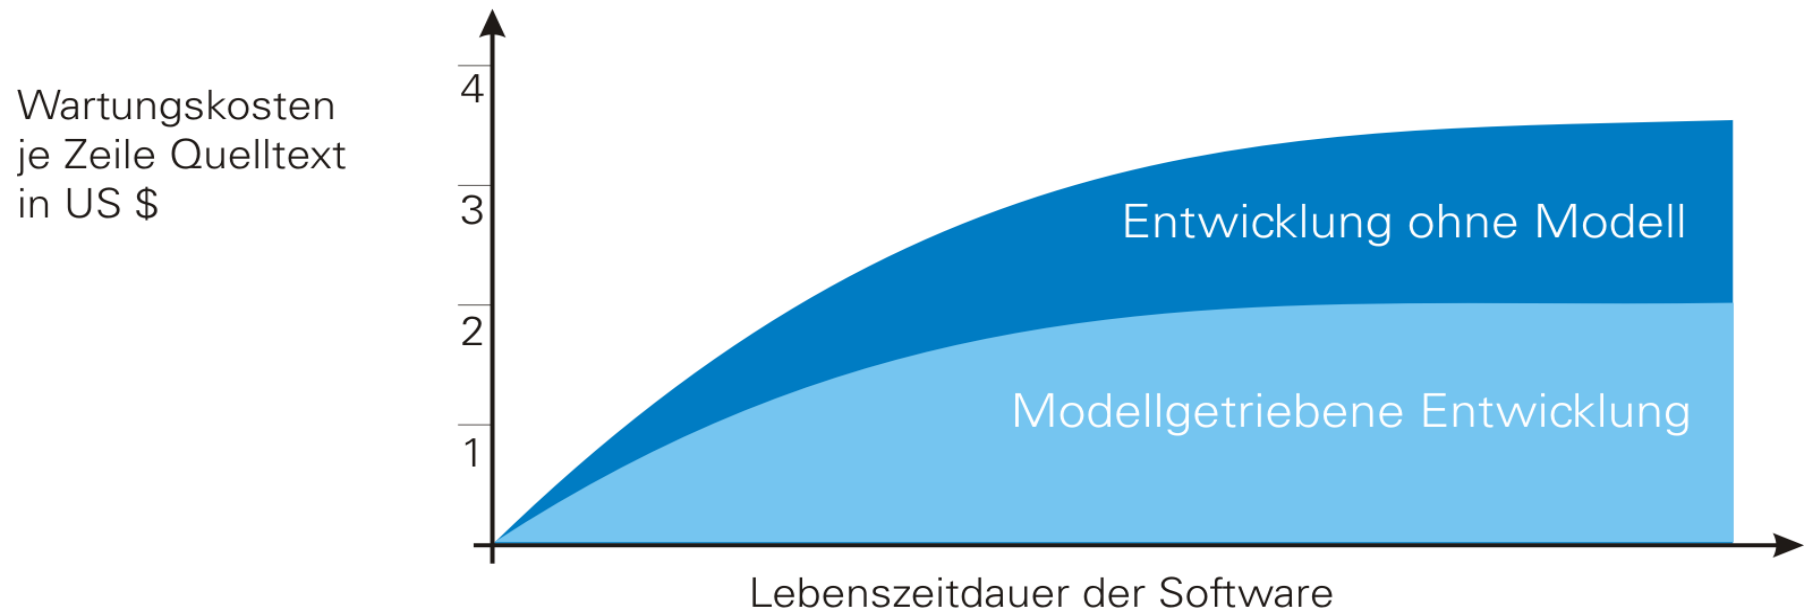 Wartungskosten
je Zeile Quelltext
in US $
4
3
2
1
Entwicklung ohne Modell
Modellgetriebene Entwicklung
Lebenszeitdauer der Software